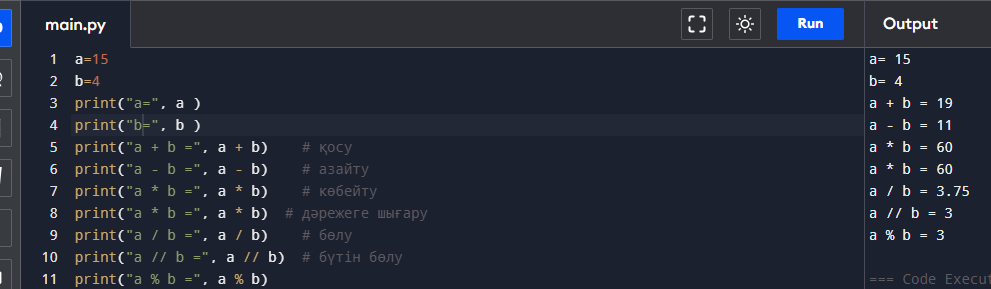 main.py Run Output
1 a=15
2 b=4
3 print("a=", a )
4 print("b=", b )
5 print("a + b =", a + b) # қосу
6 print("a - b =", a - b) # азайту
7 print("a * b =", a * b) # көбейту
8 print("a * b =", a * b) # дәрежеге шығару
9 print("a / b =", a / b) # бөлу
10 print("a // b =", a // b) # бүтін бөлу
11 print("a % b =", a % b)
a= 15
b= 4
a + b = 19
a - b = 11
a * b = 60
a * b = 60
a / b = 3.75
a // b = 3
a % b = 3
=== Code